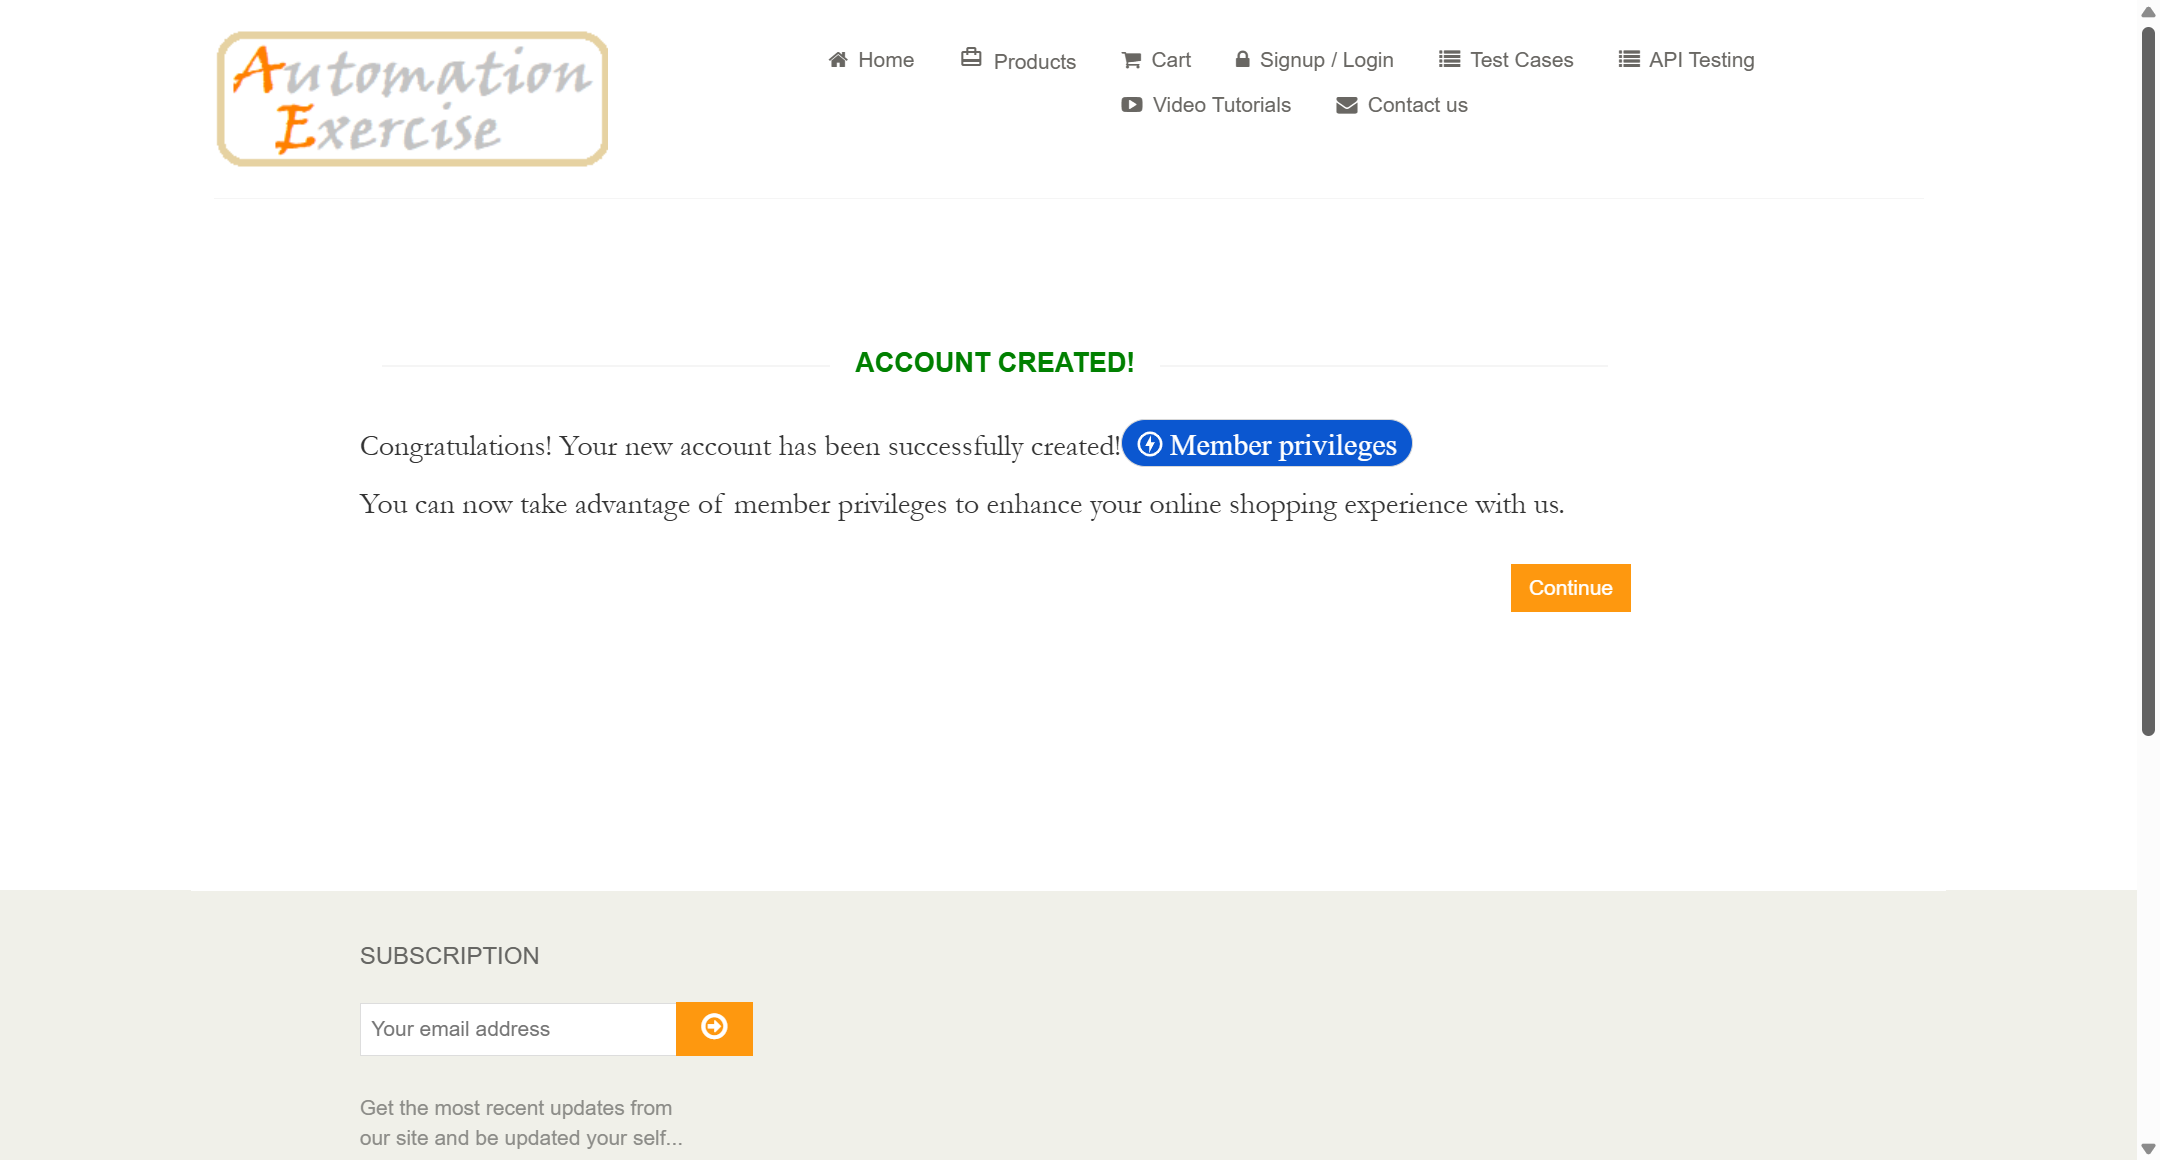 Automation
Exercise
Home
Products
Cart
Signup / Login
Test Cases
API Testing
Video Tutorials
Contact us
ACCOUNT CREATED!
Congratulations! Your new account has been successfully created! Member privileges
You can now take advantage of member privileges to enhance your online shopping experience with us.
Continue
SUBSCRIPTION
Your email address
Get the most recent updates from
our site and be updated your self...